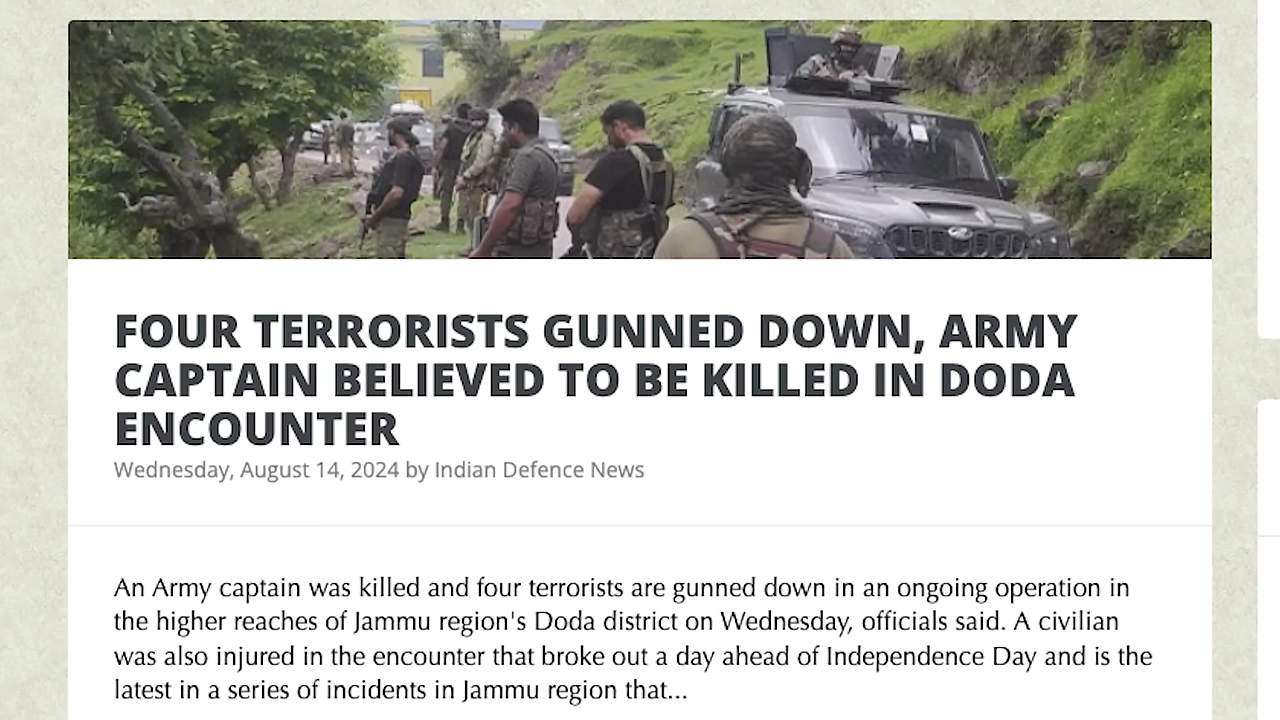 FOUR TERRORISTS GUNNED DOWN, ARMY
CAPTAIN BELIEVED TO BE KILLED IN DODA
ENCOUNTER
Wednesday, August 14, 2024 by Indian Defence News
An Army captain was killed and four terrorists are gunned down in an ongoing operation in
the higher reaches of Jammu region's Doda district on Wednesday, officials said. A civilian
was also injured in the encounter that broke out a day ahead of Independence Day and is the
latest in a series of incidents in Jammu region that...